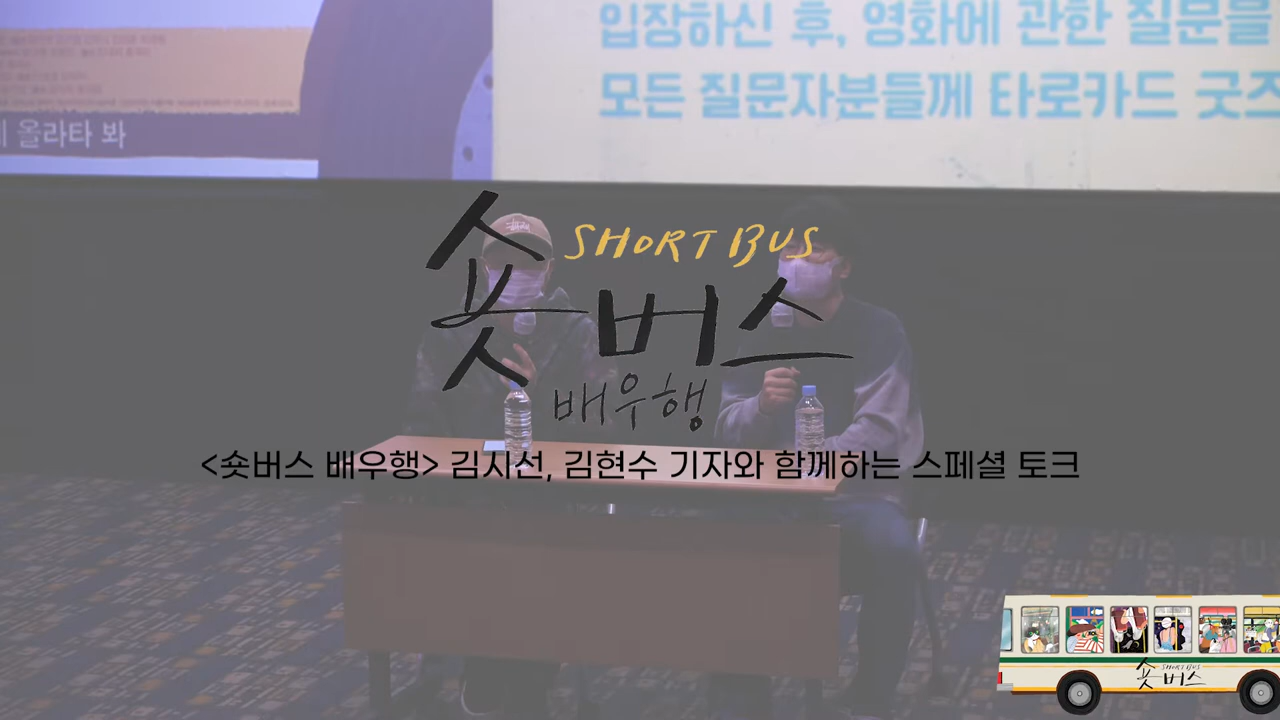 입장하신 후, 영화에 관한 질문을
모든 질문자분들께 타로카드 굿즈
올라타 봐
SHORT BUS
숏버스
배우행
<숏버스 배우행> 김시선, 김현수 기자와 함께하는 스페셜 토크
SHORT BUS
숏버스